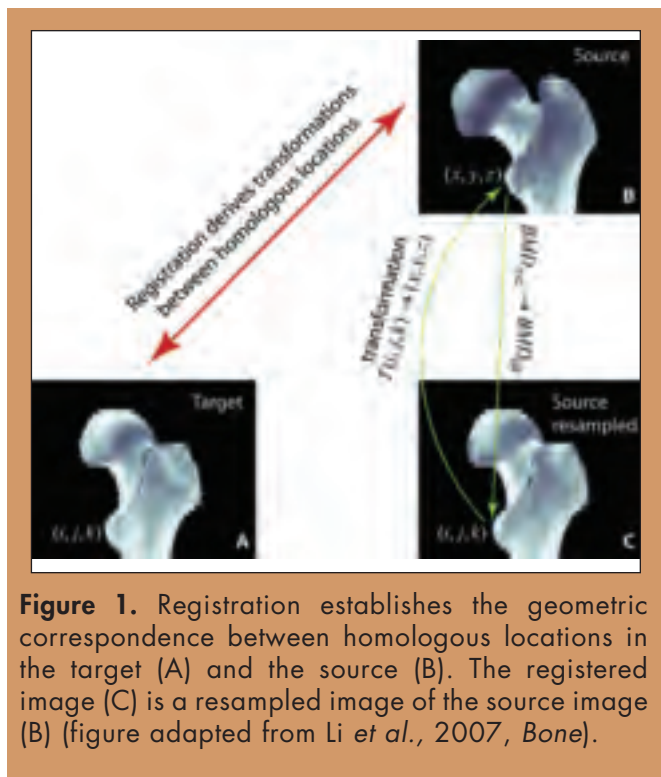 Source
Registration derives transformations
between homologous locations
(x, y, z)
B
transformation
T(i,j,k) → (x,y,z)
Target
(i,j,k)
A
Source
resampled
(i,j,k)
C
Figure 1. Registration establishes the geometric
correspondence between homologous locations in
the target (A) and the source (B). The registered
image (C) is a resampled image of the source image
(B) (figure adapted from Li et al., 2007, Bone).